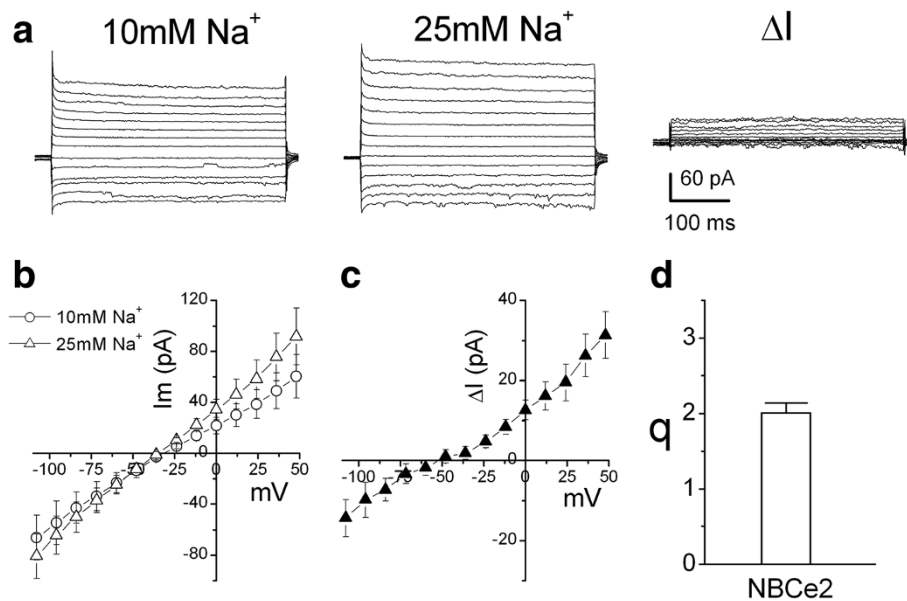 a 10mM Na⁺ 25mM Na⁺ ΔI
60 pA
100 ms
b c d
10mM Na⁺
25mM Na⁺
Im (pA)
120
80
40
-40
-80
-100 -75 -50 -25 0 25 50
mV
ΔI (pA)
40
20
-20
-100 -75 -50 -25 0 25 50
mV
q
3
2
1
0
NBCe2